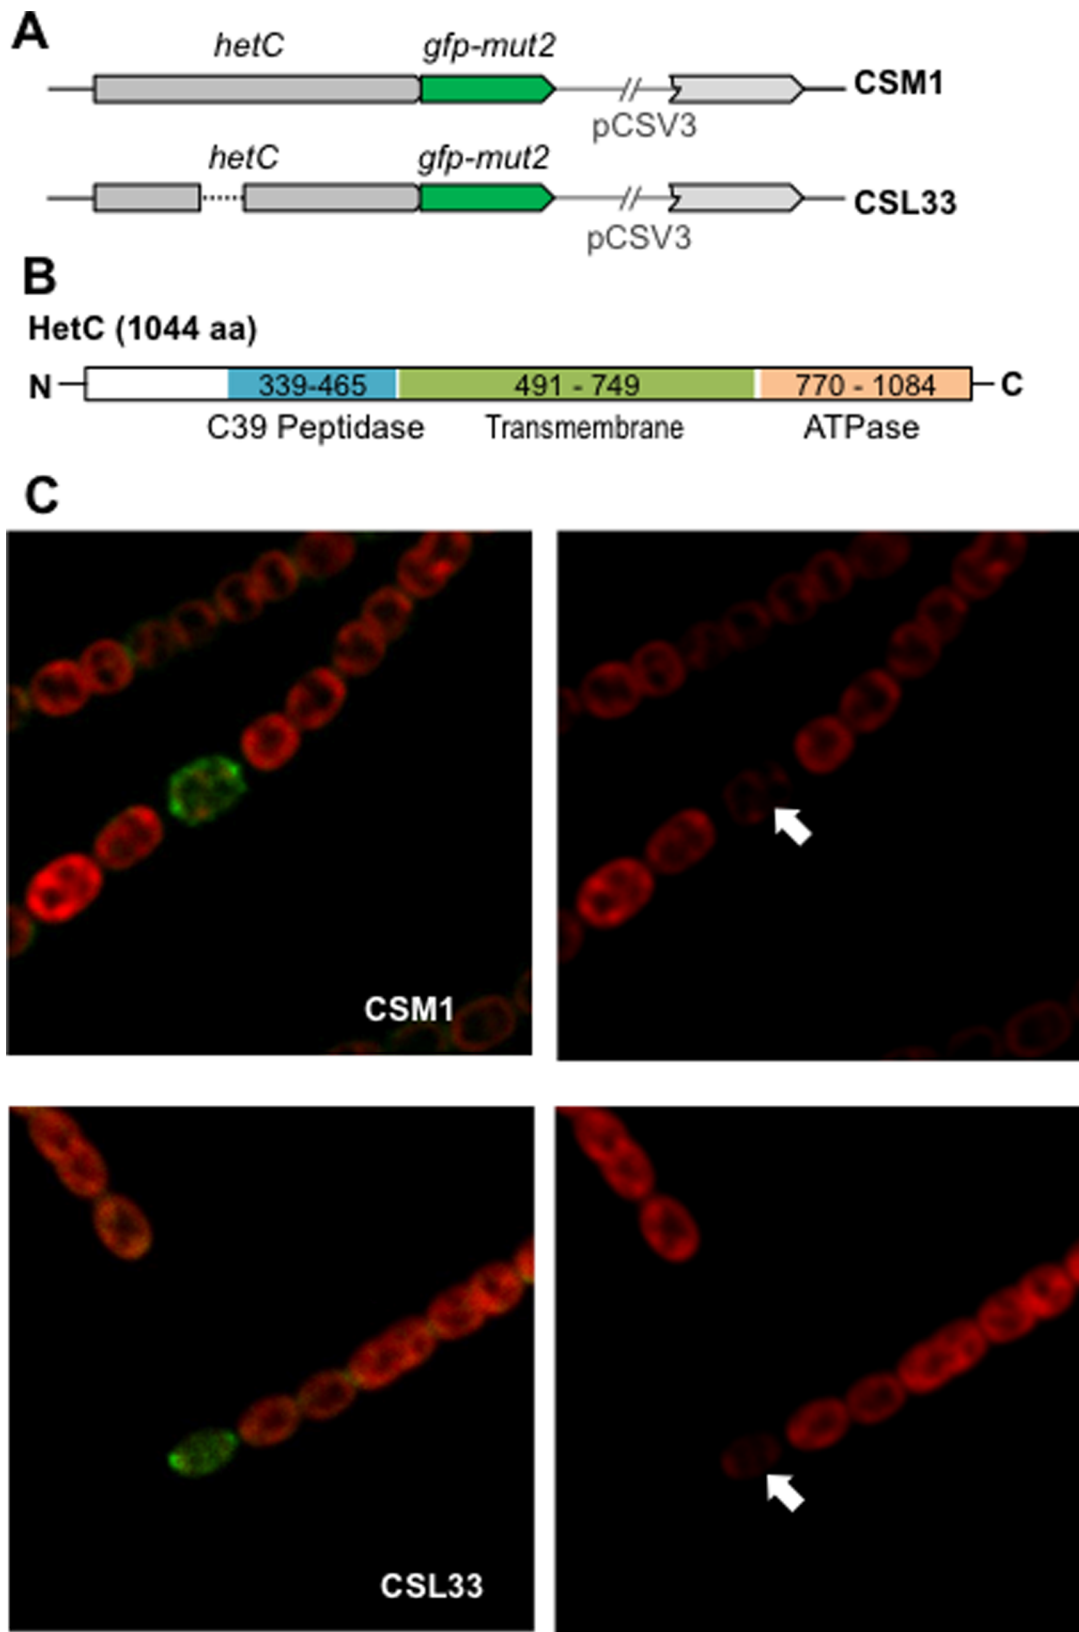 A
hetC gfp-mut2
CSM1
pCSV3
hetC gfp-mut2
CSL33
pCSV3
B
HetC (1044 aa)
N 339-465 491 - 749 770 - 1084 C
C39 Peptidase Transmembrane ATPase
C
CSM1
CSL33